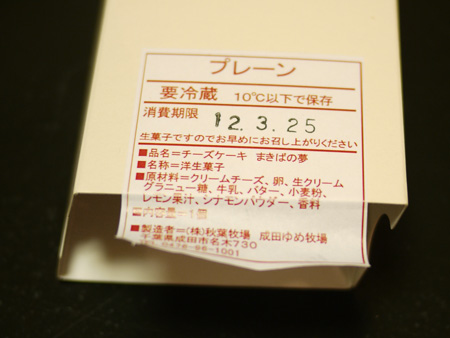 プレーン
要冷蔵 10℃以下で保存
消費期限 12.3.25
生菓子ですのでお早めにお召し上がりください
■品名＝チーズケーキ まきばの夢
■名称＝洋生菓子
■原材料＝クリームチーズ、卵、生クリーム
グラニュー糖、牛乳、バター、小麦粉、
レモン果汁、シナモンパウダー、香料
■内容量＝1個
■製造者＝(株)秋葉牧場 成田ゆめ牧場
千葉県成田市名木730
TEL 0476-96-1001